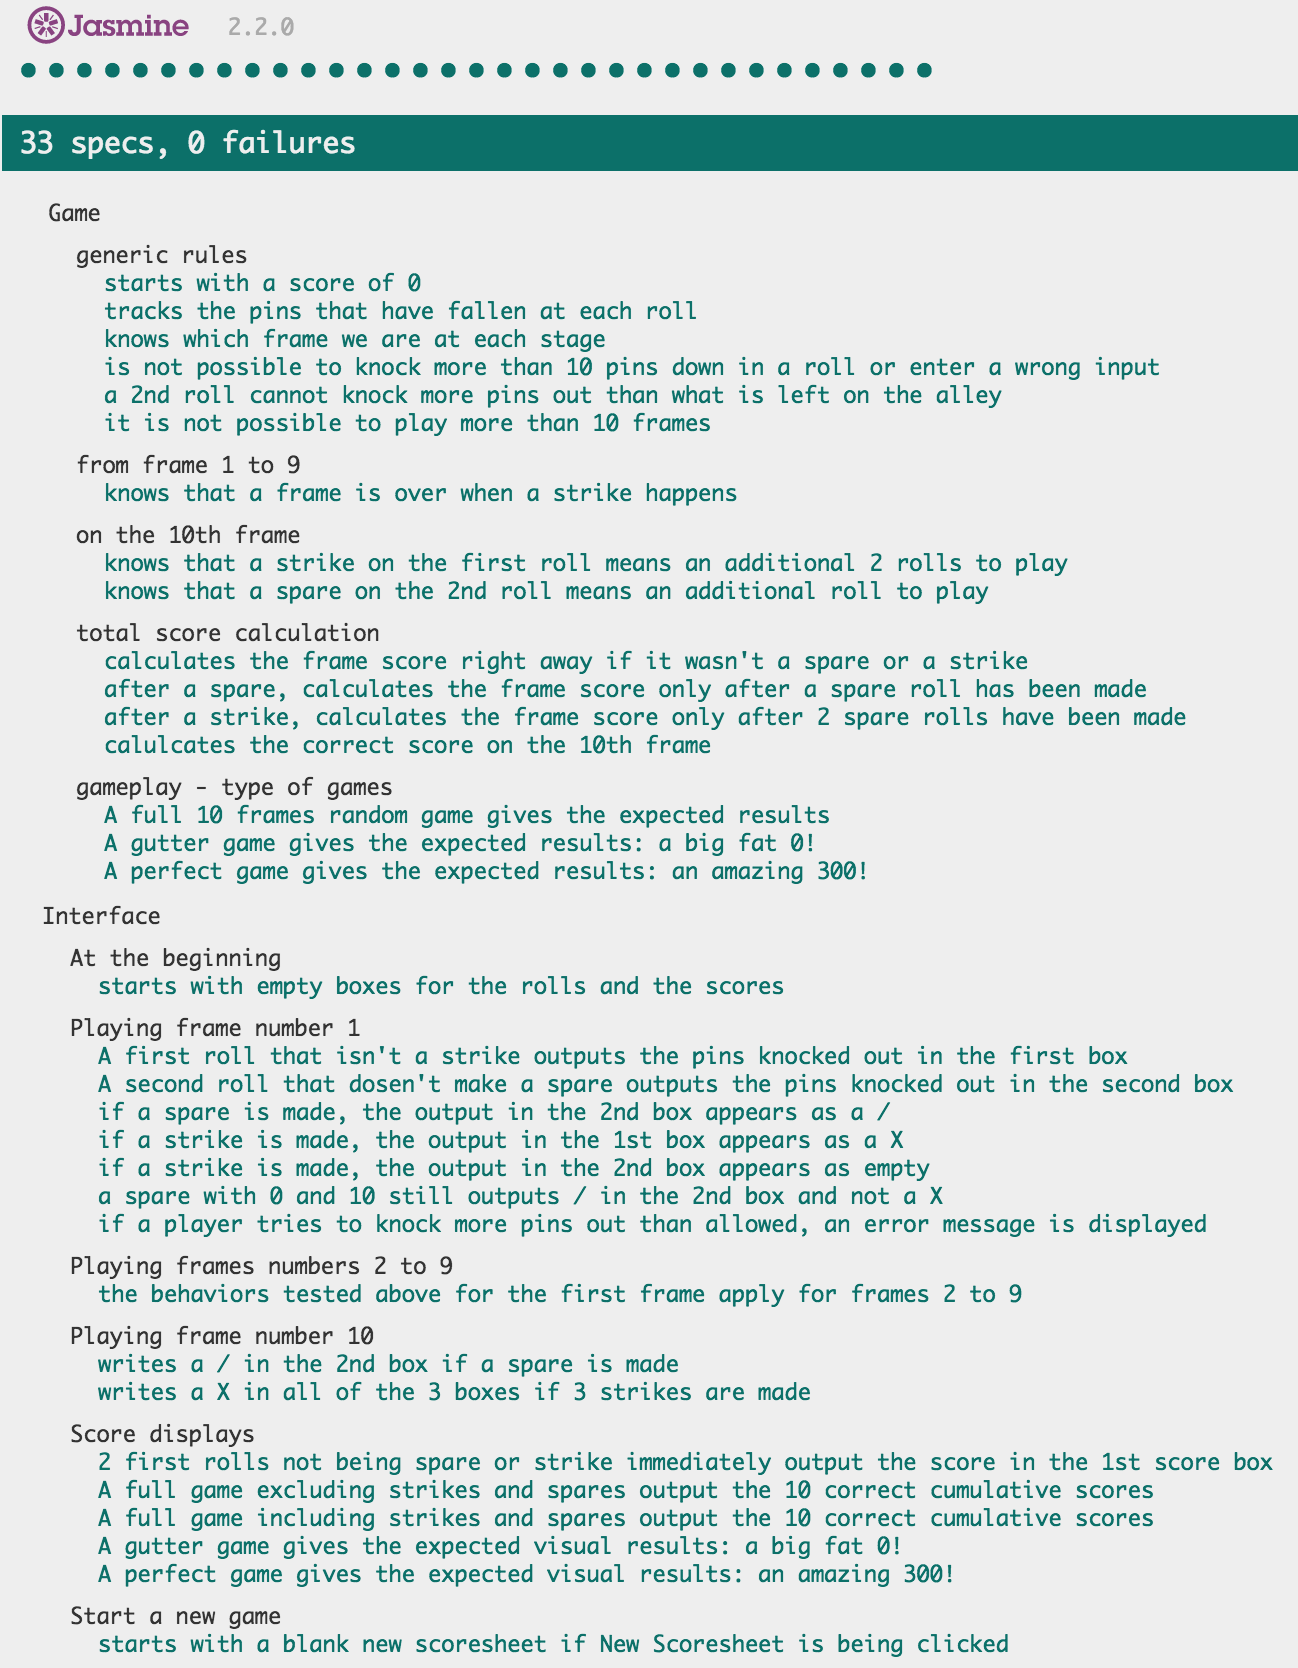 Jasmine 2.2.0
33 specs, 0 failures
Game
generic rules
starts with a score of 0
tracks the pins that have fallen at each roll
knows which frame we are at each stage
is not possible to knock more than 10 pins down in a roll or enter a wrong input
a 2nd roll cannot knock more pins out than what is left on the alley
it is not possible to play more than 10 frames
from frame 1 to 9
knows that a frame is over when a strike happens
on the 10th frame
knows that a strike on the first roll means an additional 2 rolls to play
knows that a spare on the 2nd roll means an additional roll to play
total score calculation
calculates the frame score right away if it wasn't a spare or a strike
after a spare, calculates the frame score only after a spare roll has been made
after a strike, calculates the frame score only after 2 spare rolls have been made
calulcates the correct score on the 10th frame
gameplay - type of games
A full 10 frames random game gives the expected results
A gutter game gives the expected results: a big fat 0!
A perfect game gives the expected results: an amazing 300!
Interface
At the beginning
starts with empty boxes for the rolls and the scores
Playing frame number 1
A first roll that isn't a strike outputs the pins knocked out in the first box
A second roll that dosen't make a spare outputs the pins knocked out in the second box
if a spare is made, the output in the 2nd box appears as a /
if a strike is made, the output in the 1st box appears as a X
if a strike is made, the output in the 2nd box appears as empty
a spare with 0 and 10 still outputs / in the 2nd box and not a X
if a player tries to knock more pins out than allowed, an error message is displayed
Playing frames numbers 2 to 9
the behaviors tested above for the first frame apply for frames 2 to 9
Playing frame number 10
writes a / in the 2nd box if a spare is made
writes a X in all of the 3 boxes if 3 strikes are made
Score displays
2 first rolls not being spare or strike immediately output the score in the 1st score box
A full game excluding strikes and spares output the 10 correct cumulative scores
A full game including strikes and spares output the 10 correct cumulative scores
A gutter game gives the expected visual results: a big fat 0!
A perfect game gives the expected visual results: an amazing 300!
Start a new game
starts with a blank new scoresheet if New Scoresheet is being clicked